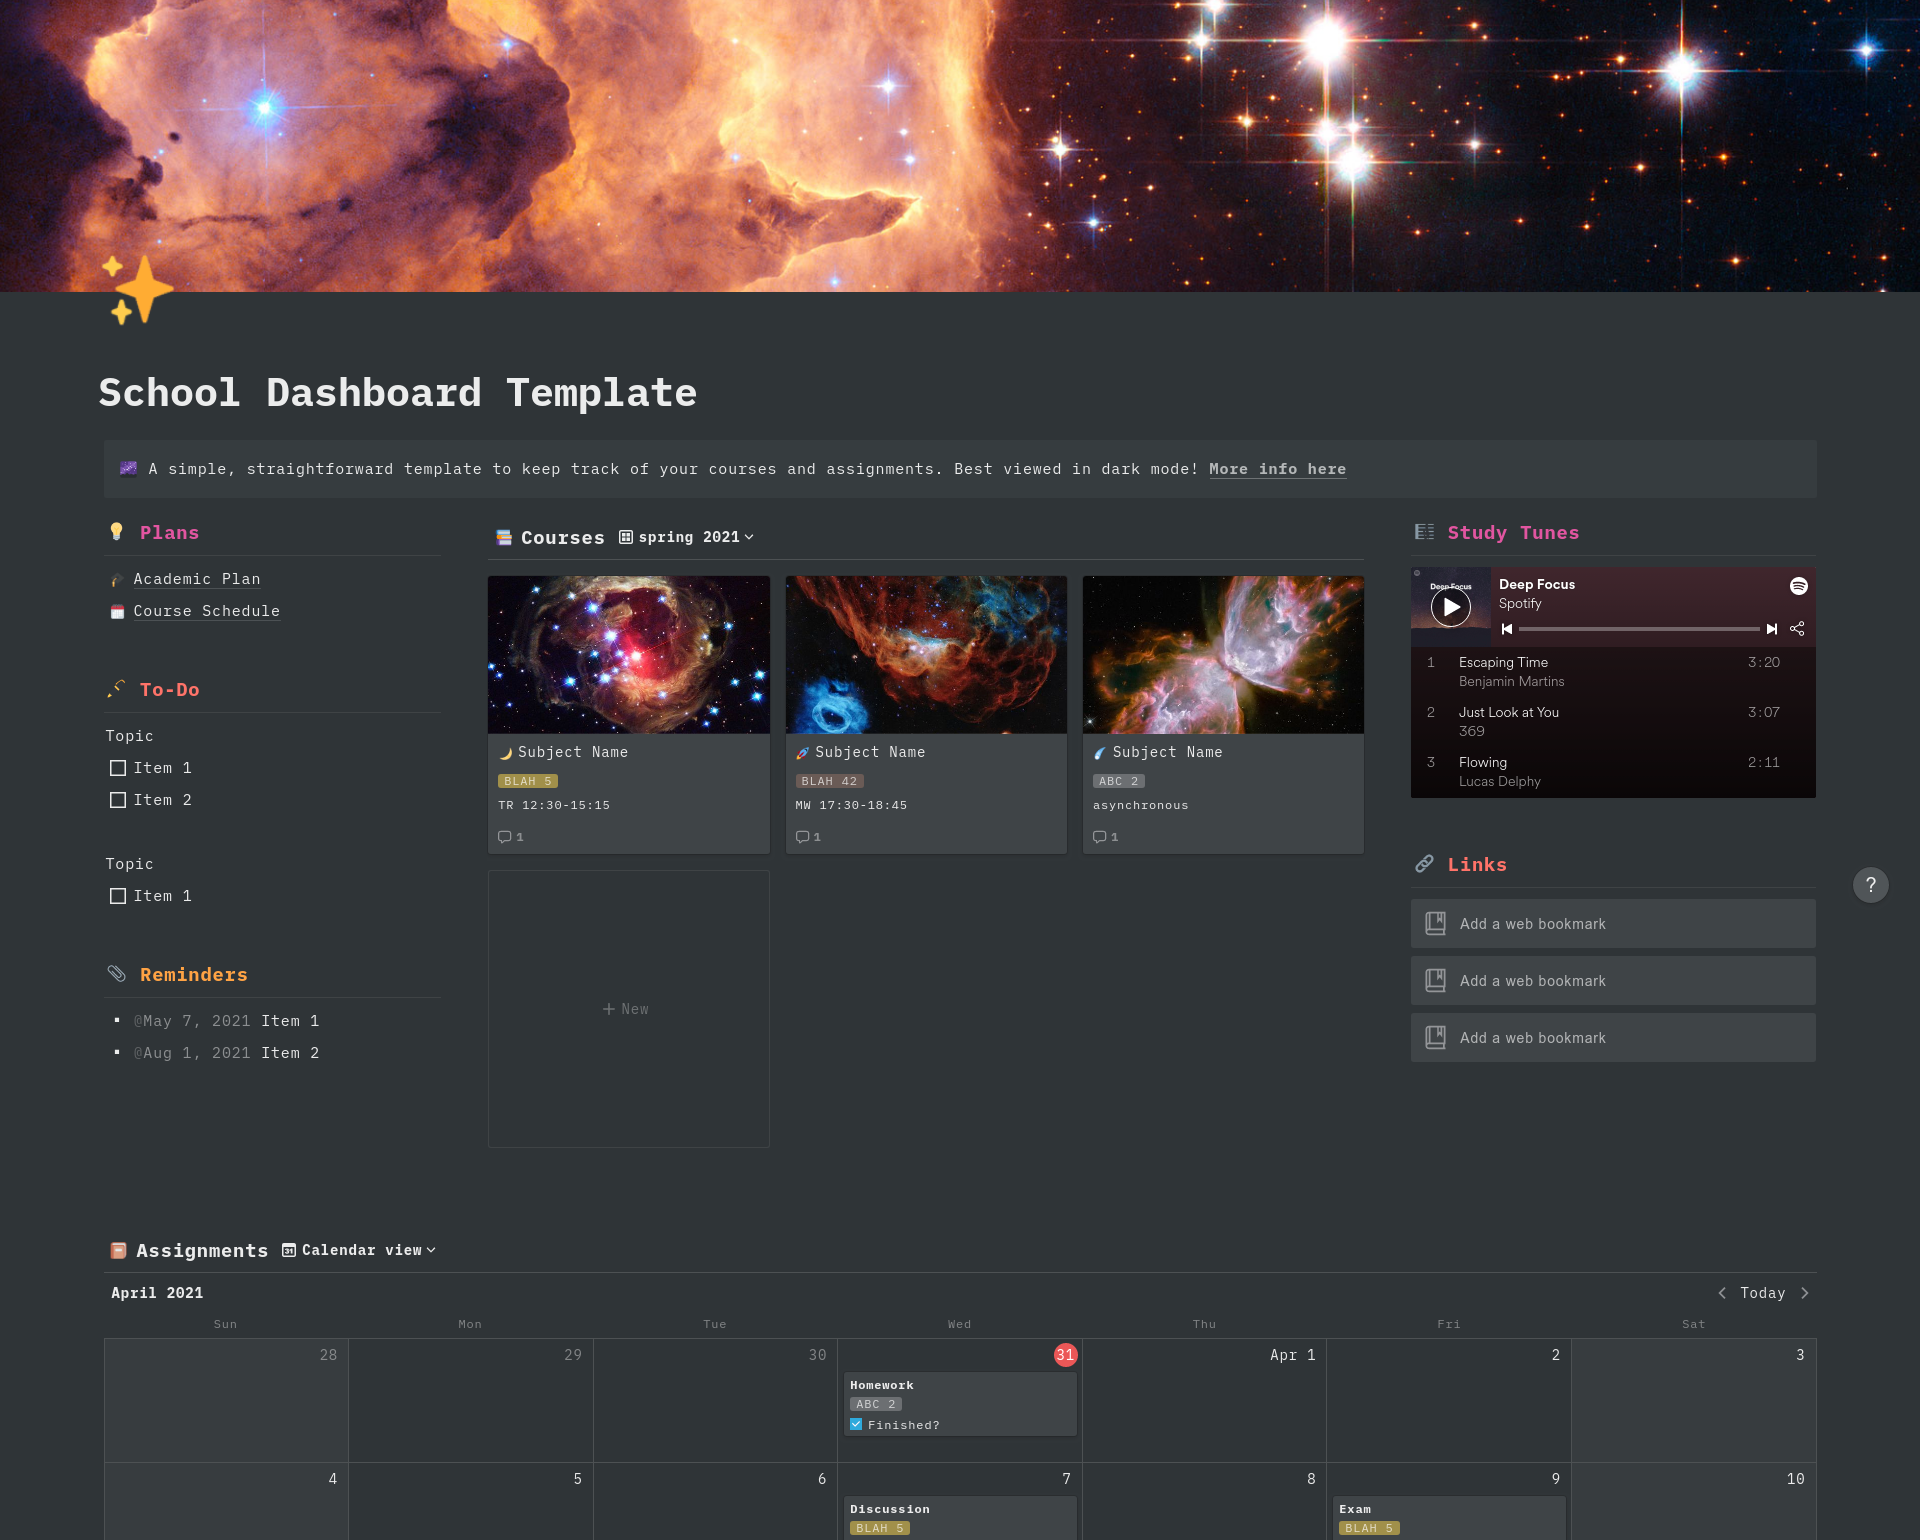 School Dashboard Template
A simple, straightforward template to keep track of your courses and assignments. Best viewed in dark mode! More info here
Plans
Academic Plan
Course Schedule
To-Do
Topic
Item 1
Item 2
Topic
Item 1
Reminders
@May 7, 2021 Item 1
@Aug 1, 2021 Item 2
Courses spring 2021
Subject Name
BLAH 5
TR 12:30-15:15
1
Subject Name
BLAH 42
MW 17:30-18:45
1
Subject Name
ABC 2
asynchronous
1
+ New
Study Tunes
Deep Focus
Deep Focus
Spotify
1 Escaping Time 3:20
Benjamin Martins
2 Just Look at You 3:07
369
3 Flowing 2:11
Lucas Delphy
Links
Add a web bookmark
Add a web bookmark
Add a web bookmark
?
Assignments 31 Calendar view
April 2021 Today
Sun Mon Tue Wed Thu Fri Sat
28 29 30 31 Apr 1 2 3
Homework
ABC 2
Finished?
4 5 6 7 8 9 10
Discussion Exam
BLAH 5 BLAH 5